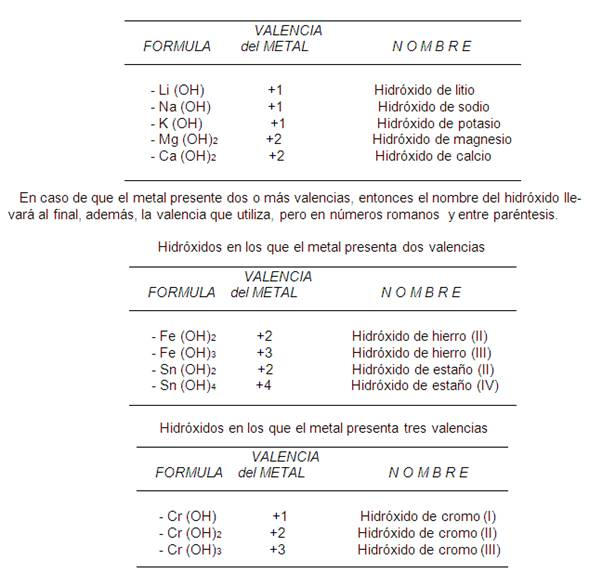 VALENCIA
FORMULA del METAL N O M B R E
- Li (OH) +1 Hidróxido de litio
- Na (OH) +1 Hidróxido de sodio
- K (OH) +1 Hidróxido de potasio
- Mg (OH)₂ +2 Hidróxido de magnesio
- Ca (OH)₂ +2 Hidróxido de calcio
En caso de que el metal presente dos o más valencias, entonces el nombre del hidróxido lle-
vará al final, además, la valencia que utiliza, pero en números romanos y entre paréntesis.
Hidróxidos en los que el metal presenta dos valencias
VALENCIA
FORMULA del METAL N O M B R E
- Fe (OH)₂ +2 Hidróxido de hierro (II)
- Fe (OH)₃ +3 Hidróxido de hierro (III)
- Sn (OH)₂ +2 Hidróxido de estaño (II)
- Sn (OH)₄ +4 Hidróxido de estaño (IV)
Hidróxidos en los que el metal presenta tres valencias
VALENCIA
FORMULA del METAL N O M B R E
- Cr (OH) +1 Hidróxido de cromo (I)
- Cr (OH)₂ +2 Hidróxido de cromo (II)
- Cr (OH)₃ +3 Hidróxido de cromo (III)